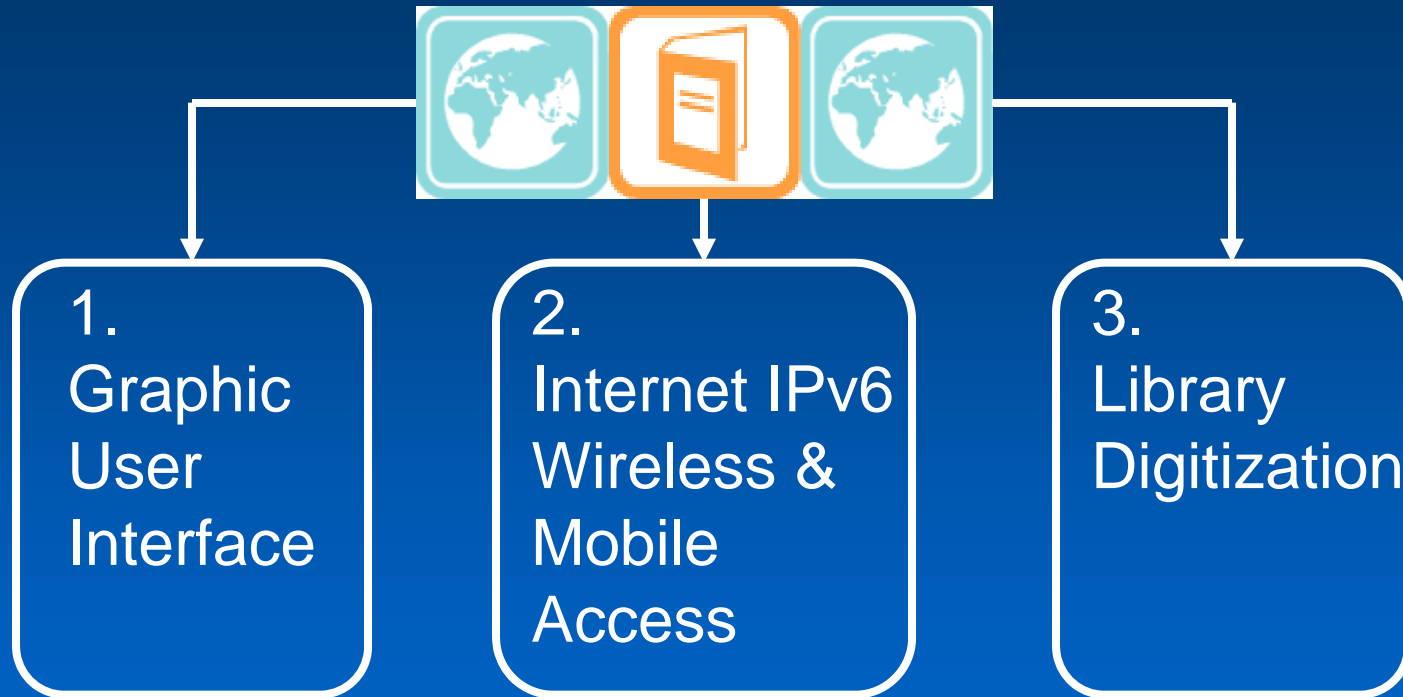 1.
Graphic
User
Interface
2.
Internet IPv6
Wireless &
Mobile
Access
3.
Library
Digitization